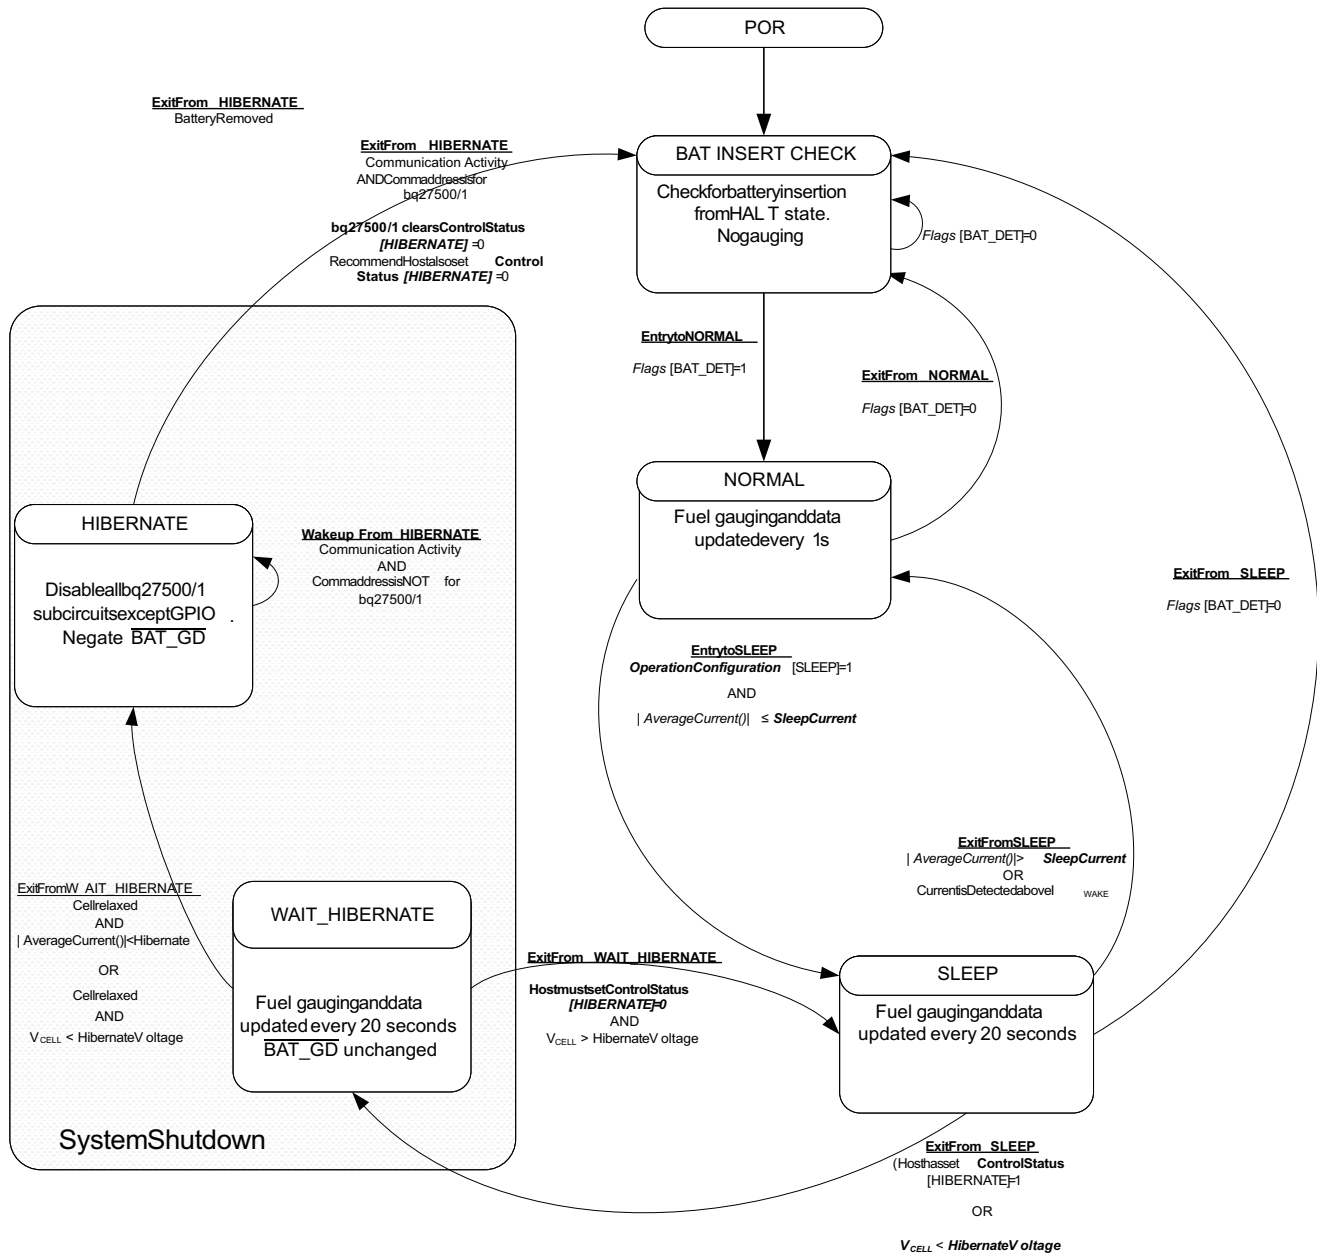 POR
ExitFrom HIBERNATE
BatteryRemoved
ExitFrom HIBERNATE
Communication Activity
ANDCommaddressisfor
bq27500/1
bq27500/1 clearsControlStatus
[HIBERNATE] =0
RecommendHostalsoset Control
Status [HIBERNATE] =0
BAT INSERT CHECK
Checkforbatteryinsertion
fromHAL T state.
Nogauging
Flags [BAT_DET]=0
EntrytoNORMAL
Flags [BAT_DET]=1
ExitFrom NORMAL
Flags [BAT_DET]=0
NORMAL
Fuel gauginganddata
updatedevery 1s
HIBERNATE
Disableallbq27500/1
subcircuitsexceptGPIO .
Negate BAT_GD
Wakeup From HIBERNATE
Communication Activity
AND
CommaddressisNOT for
bq27500/1
ExitFrom SLEEP
Flags [BAT_DET]=0
EntrytoSLEEP
OperationConfiguration [SLEEP]=1
AND
| AverageCurrent()| ≤ SleepCurrent
ExitFromSLEEP
| AverageCurrent()|> SleepCurrent
OR
CurrentisDetectedaboveI WAKE
ExitFromW AIT_HIBERNATE
Cellrelaxed
AND
| AverageCurrent()|<Hibernate
OR
Cellrelaxed
AND
VCELL < HibernateV oltage
WAIT_HIBERNATE
Fuel gauginganddata
updated every 20 seconds
BAT_GD unchanged
ExitFrom WAIT_HIBERNATE
HostmustsetControlStatus
[HIBERNATE]=0
AND
VCELL > HibernateV oltage
SLEEP
Fuel gauginganddata
updated every 20 seconds
SystemShutdown
ExitFrom SLEEP
(Hosthasset ControlStatus
[HIBERNATE]=1
OR
VCELL < HibernateV oltage